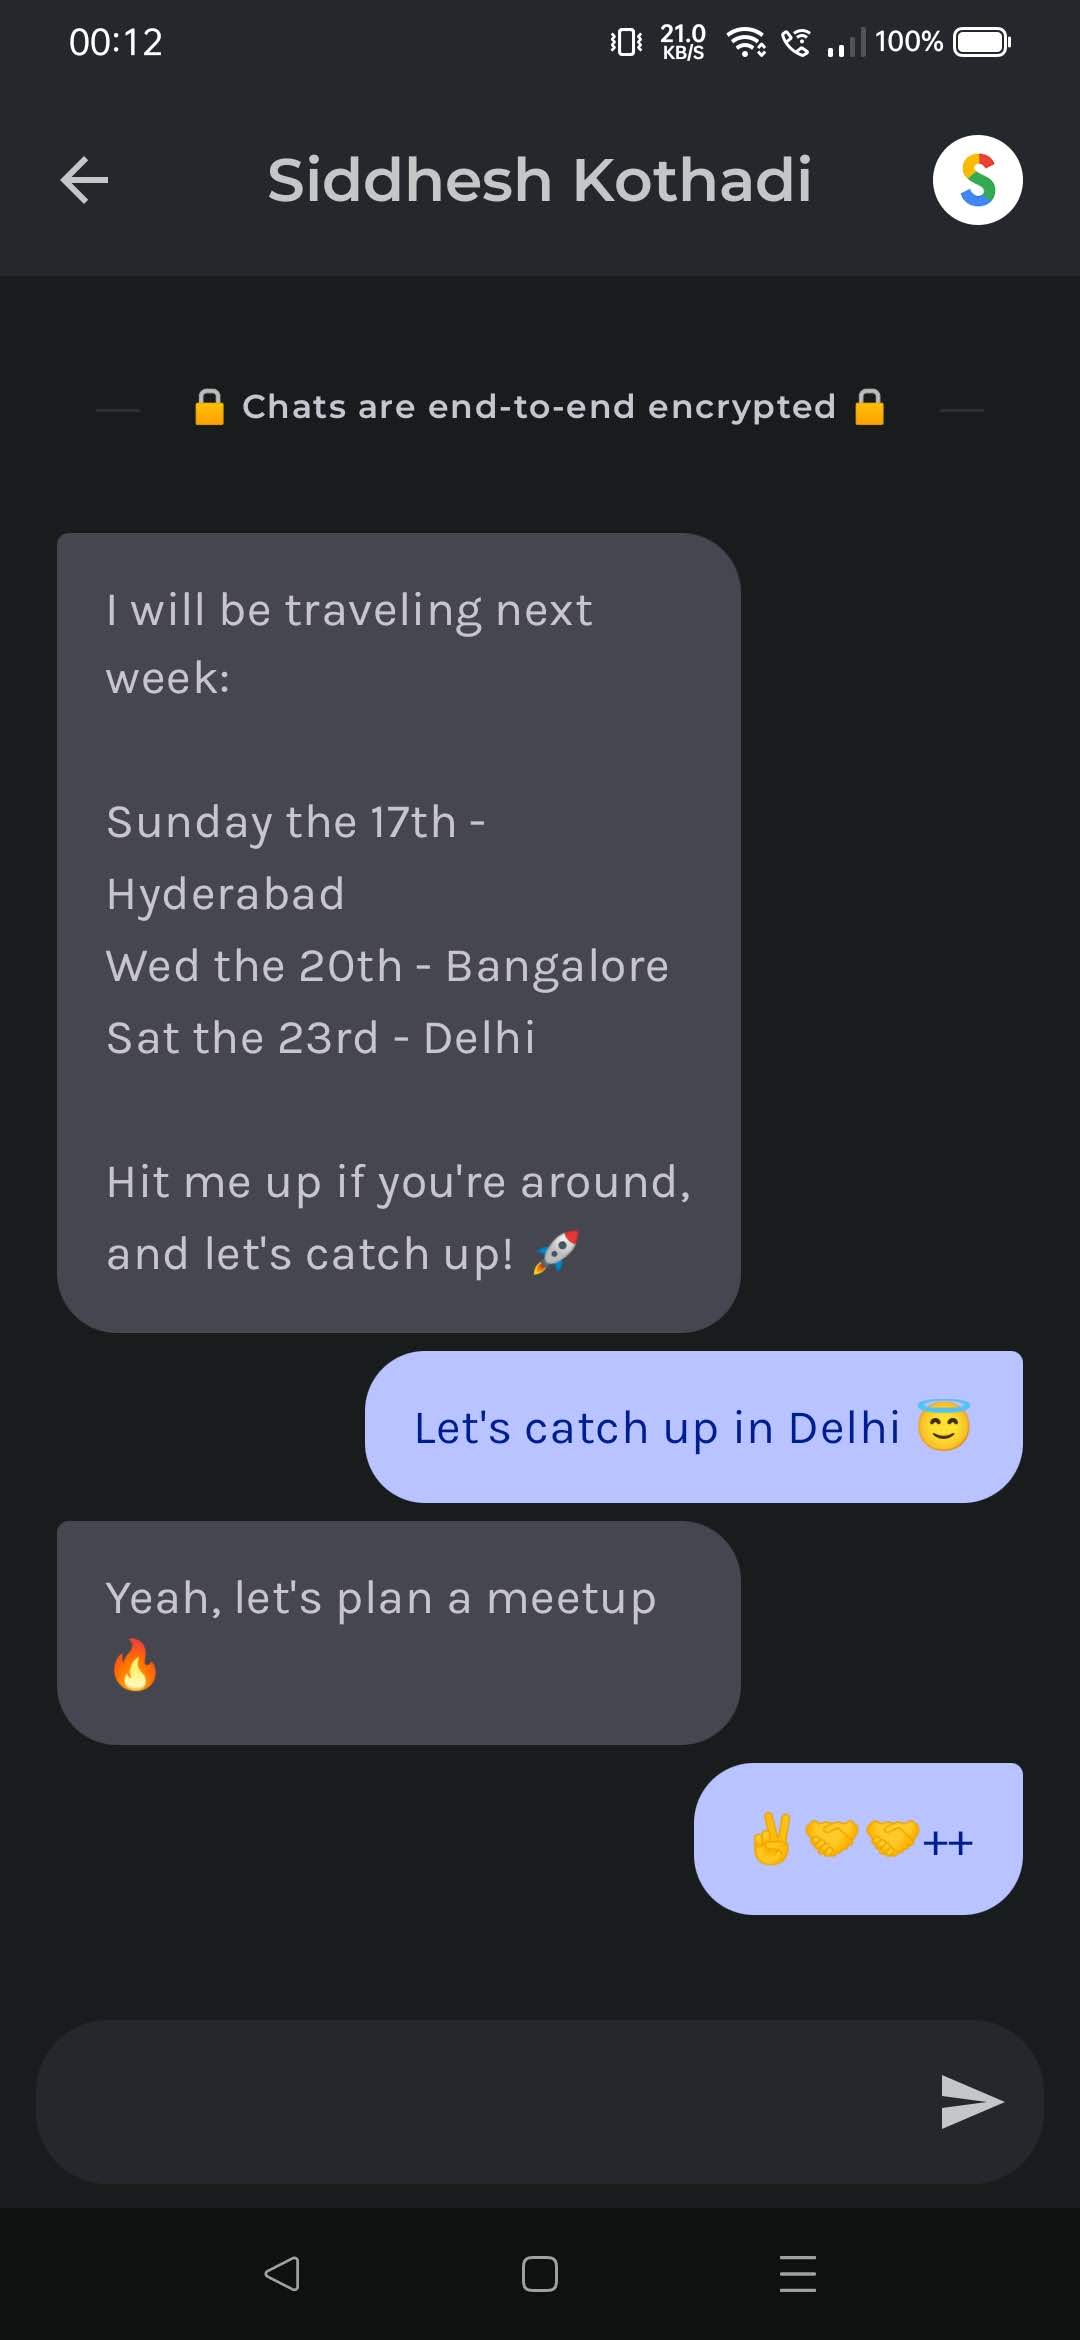 00:12 21.0 KB/S 100%
Siddhesh Kothadi
🔒 Chats are end-to-end encrypted 🔒
I will be traveling next
week:
Sunday the 17th -
Hyderabad
Wed the 20th - Bangalore
Sat the 23rd - Delhi
Hit me up if you're around,
and let's catch up! 🚀
Let's catch up in Delhi 😇
Yeah, let's plan a meetup
🔥
✌️🤝🤝++